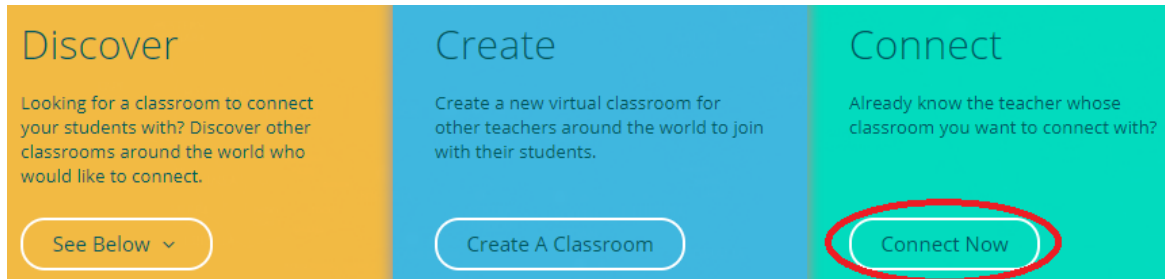 Discover
Looking for a classroom to connect
your students with? Discover other
classrooms around the world who
would like to connect.
See Below
Create
Create a new virtual classroom for
other teachers around the world to join
with their students.
Create A Classroom
Connect
Already know the teacher whose
classroom you want to connect with?
Connect Now